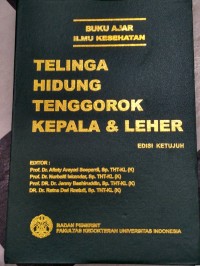 BUKU AJAR
ILMU KESEHATAN
TELINGA
HIDUNG
TENGGOROK
KEPALA & LEHER
EDISI KETUJUH
EDITOR :
Prof. Dr. Efiaty Arsyad Soepardi, Sp. THT-KL (K)
Prof. Dr. Nurbaiti Iskandar, Sp. THT-KL (K)
Prof. DR. Dr. Jenny Bashiruddin, Sp. THT-KL (K)
DR. Dr. Ratna Dwi Restuti, Sp. THT-KL (K)
BADAN PENERBIT
FAKULTAS KEDOKTERAN UNIVERSITAS INDONESIA